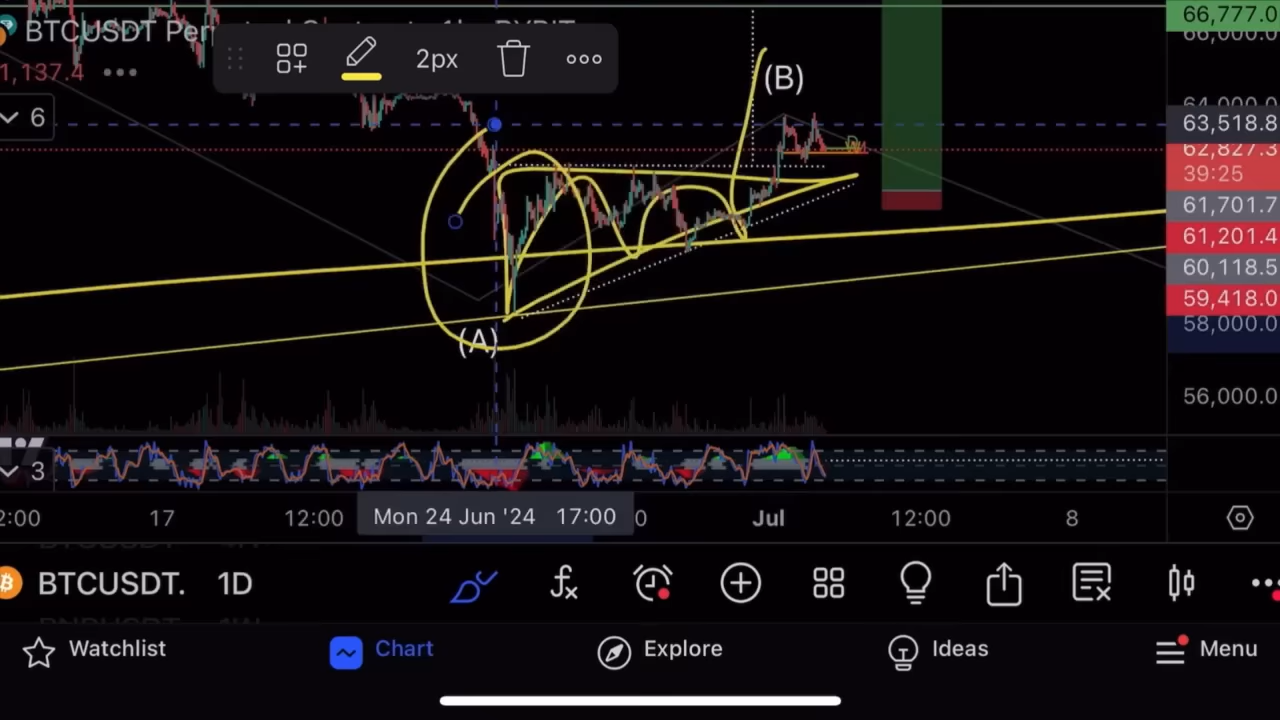 66,777.0
BTCUSDT Per
66,000.0
2px
1,137.4
(B)
6
64,000.0
63,518.8
62,827.3
39:25
61,701.7
61,201.4
60,118.5
59,418.0
58,000.0
(A)
56,000.0
3
2:00 17 12:00 Mon 24 Jun '24 17:00 0 Jul 12:00 8
BTCUSDT. 1D
Watchlist Chart Explore Ideas Menu